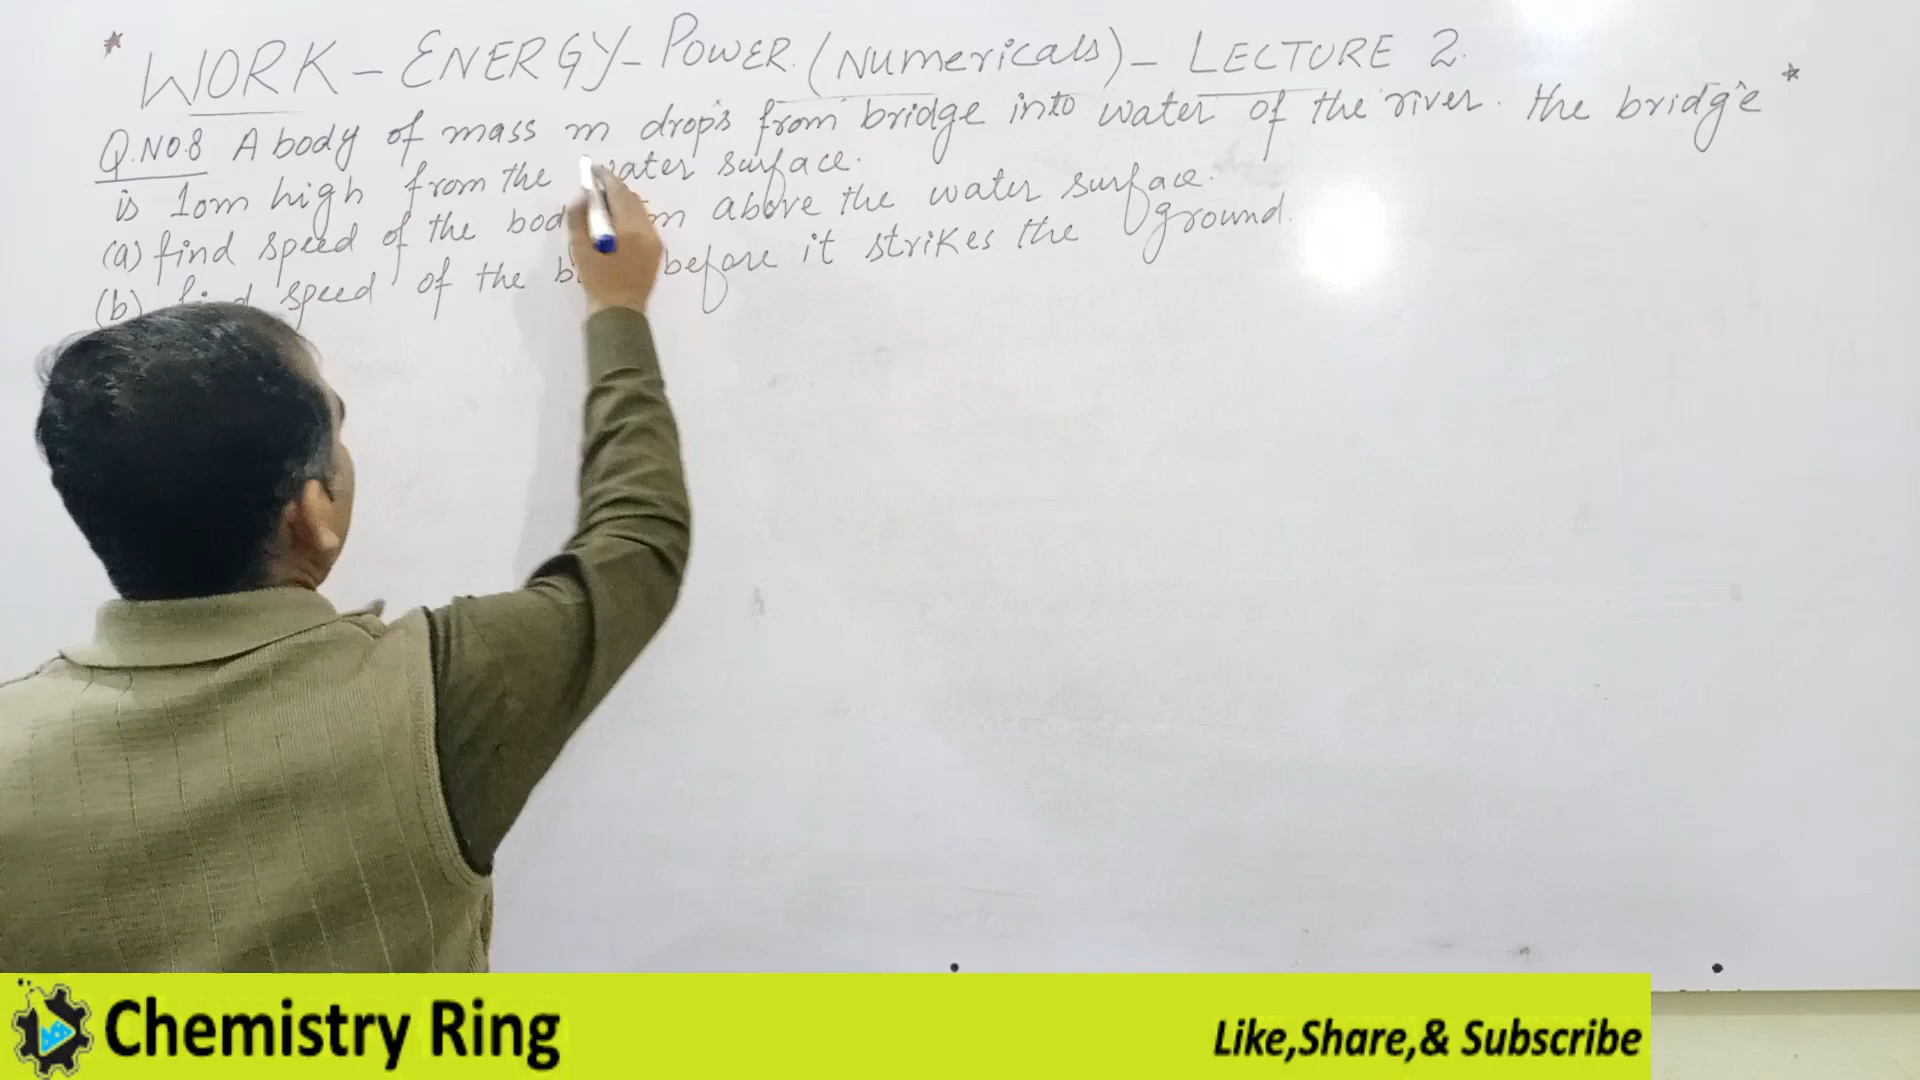 * WORK - ENERGY - POWER. (Numericals) - LECTURE 2.
Q.NO.8 A body of mass m drops from bridge into water of the river. the bridge *
is 10m high from the water surface.
(a) find speed of the body m above the water surface.
(b) find speed of the before it strikes the ground.
Chemistry Ring
Like,Share,& Subscribe